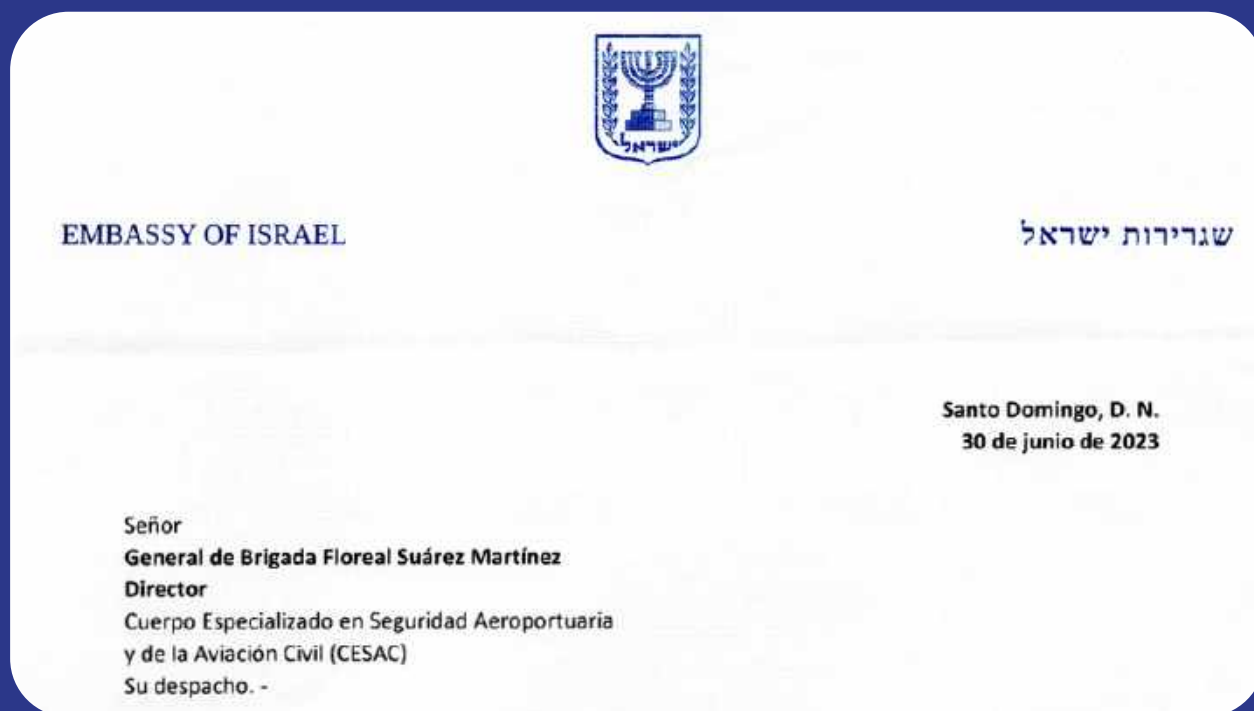 ישראל
EMBASSY OF ISRAEL
שגרירות ישראל
Santo Domingo, D. N.
30 de junio de 2023
Señor
General de Brigada Floreal Suárez Martínez
Director
Cuerpo Especializado en Seguridad Aeroportuaria
y de la Aviación Civil (CESAC)
Su despacho. -